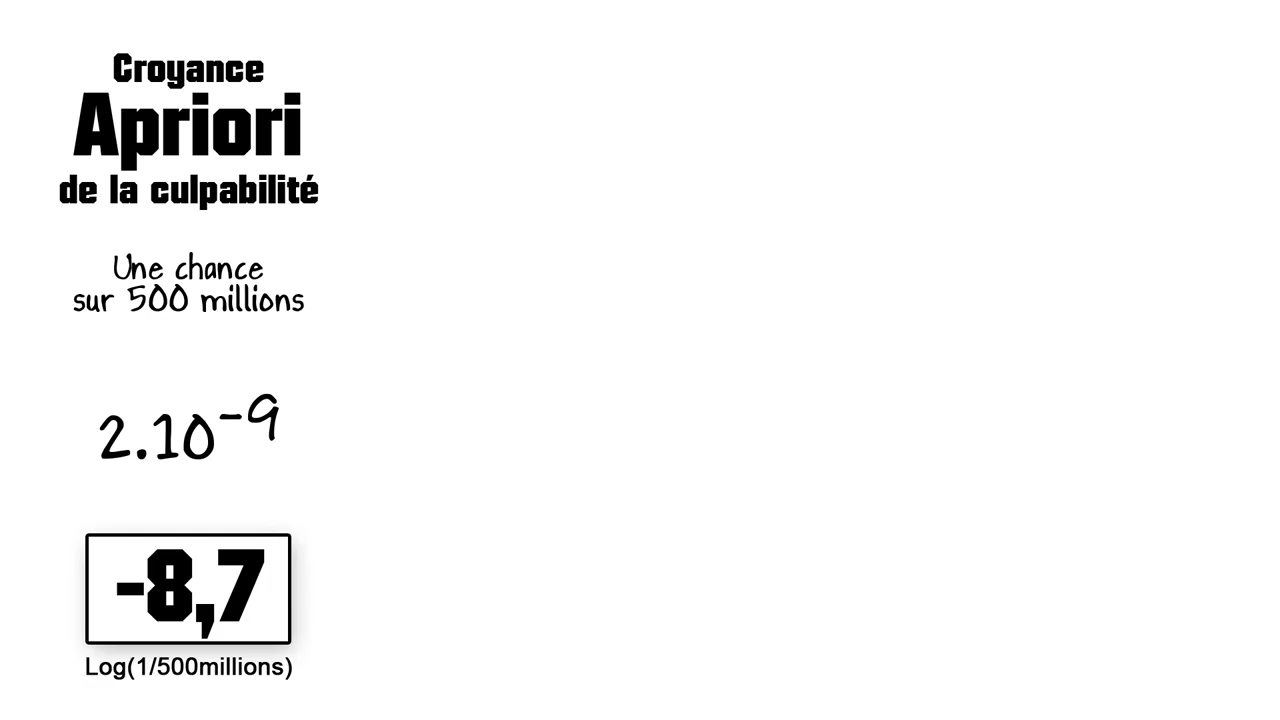 Croyance
Apriori
de la culpabilité
Une chance
sur 500 millions
2.10⁻⁹
-8,7
Log(1/500millions)